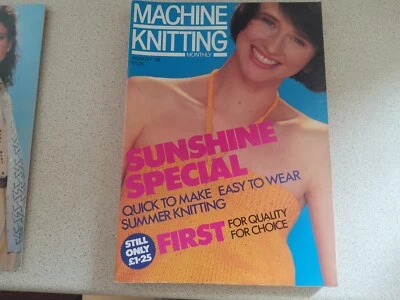 MACHINE
KNITTING
MONTHLY
SUNSHINE
SPECIAL
QUICK TO MAKE EASY TO WEAR
SUMMER KNITTING
STILL
ONLY
£1·25
FIRST
FOR QUALITY
FOR CHOICE